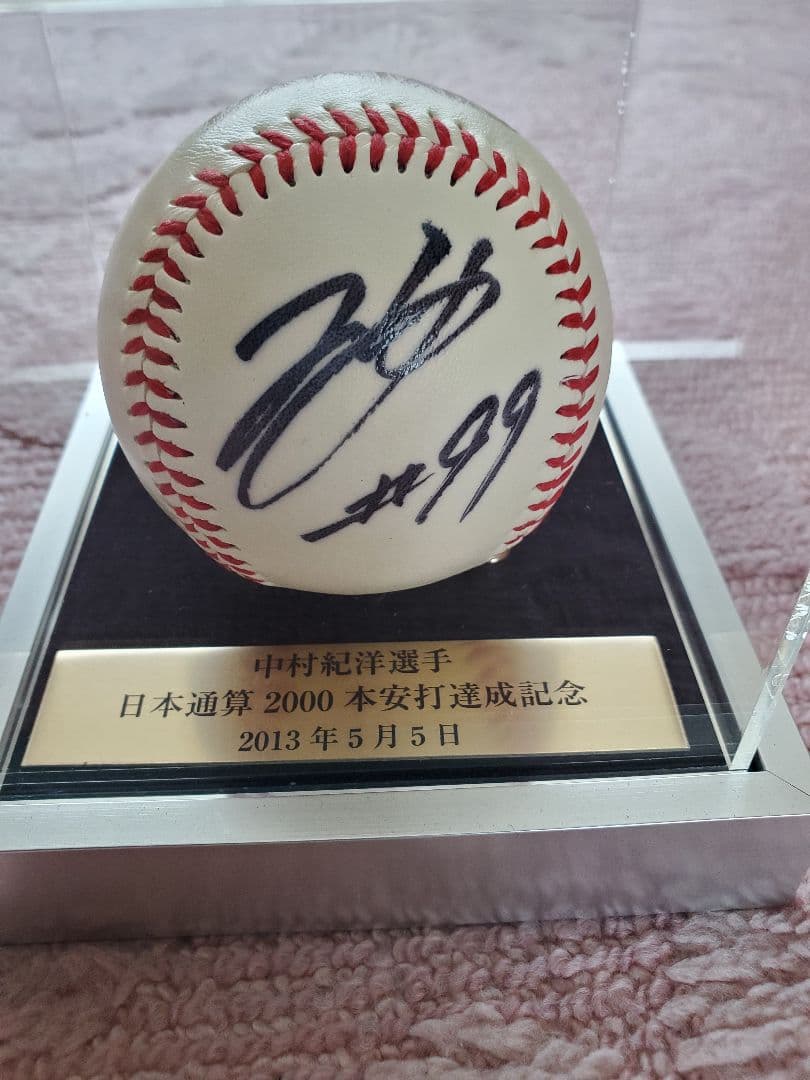 #99
中村紀洋選手
日本通算 2000 本安打達成記念
2013 年 5 月 5 日